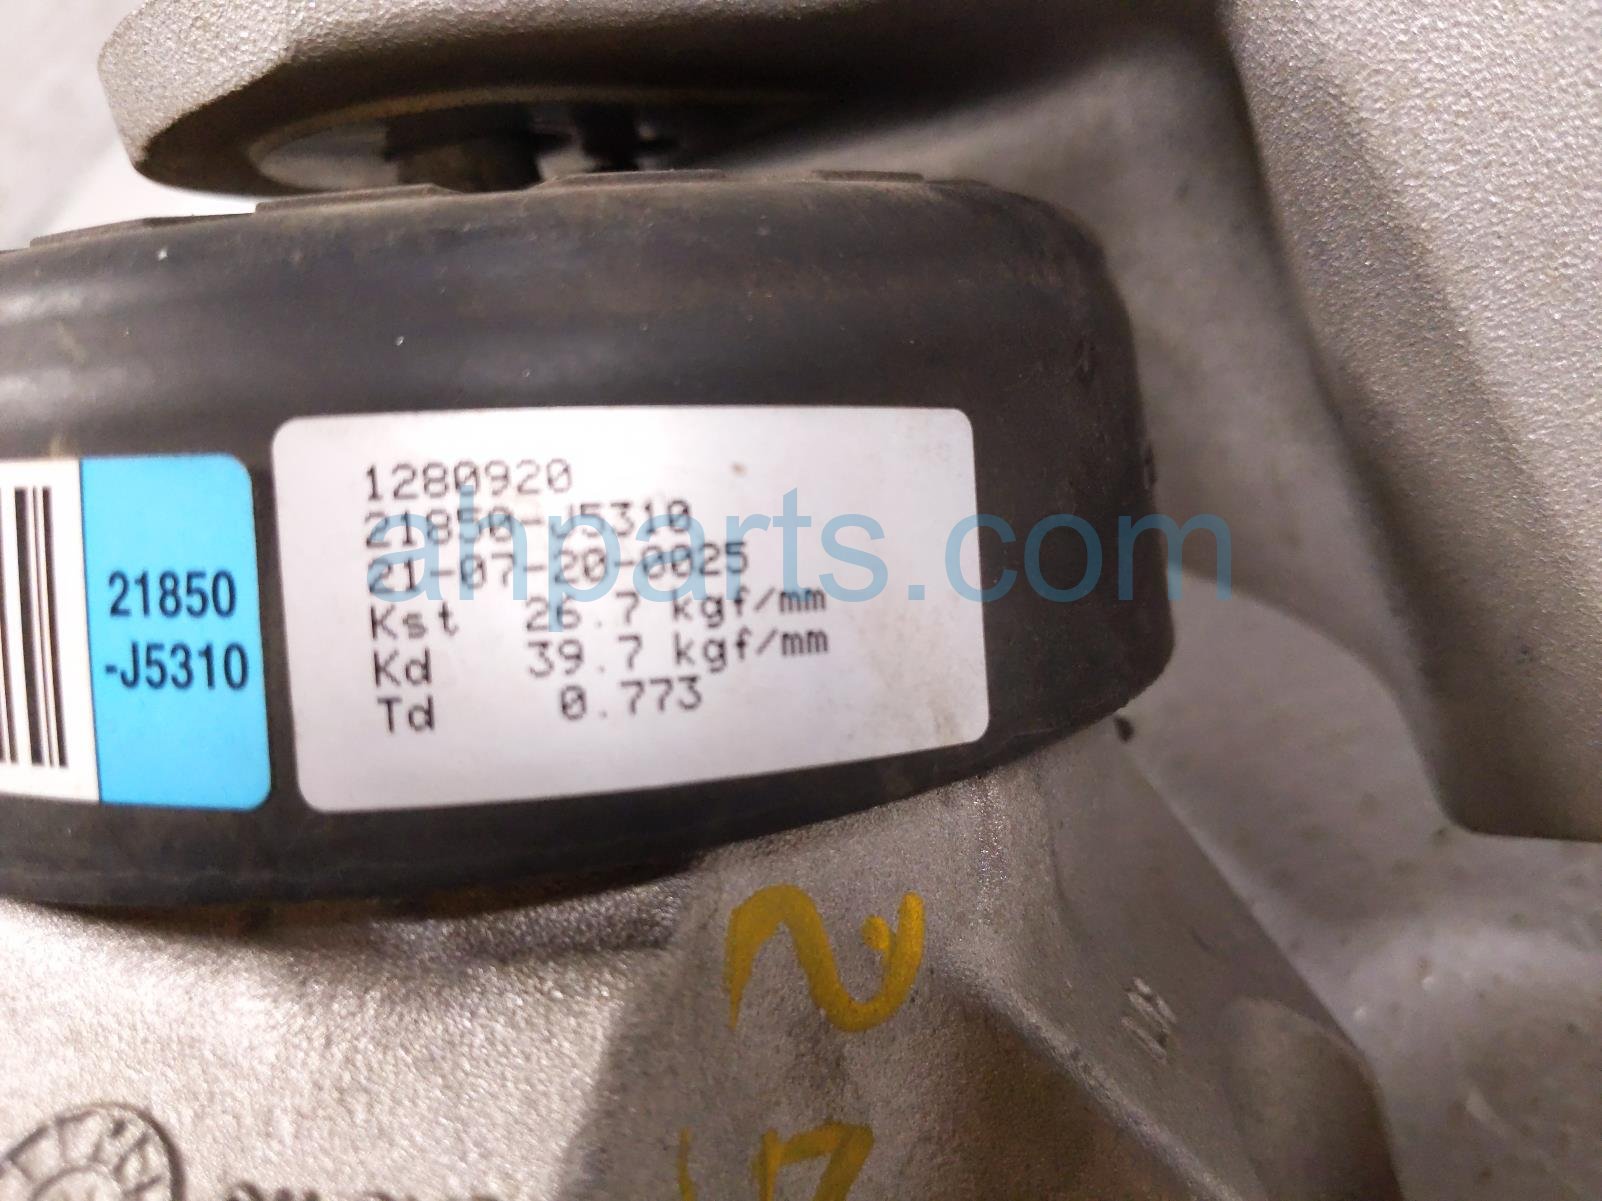 21850
-J5310
1280920
21850-J5310
21-07-20-0025
Kst 26.7 kgf/mm
Kd 39.7 kgf/mm
Td 0.773
ahparts.com